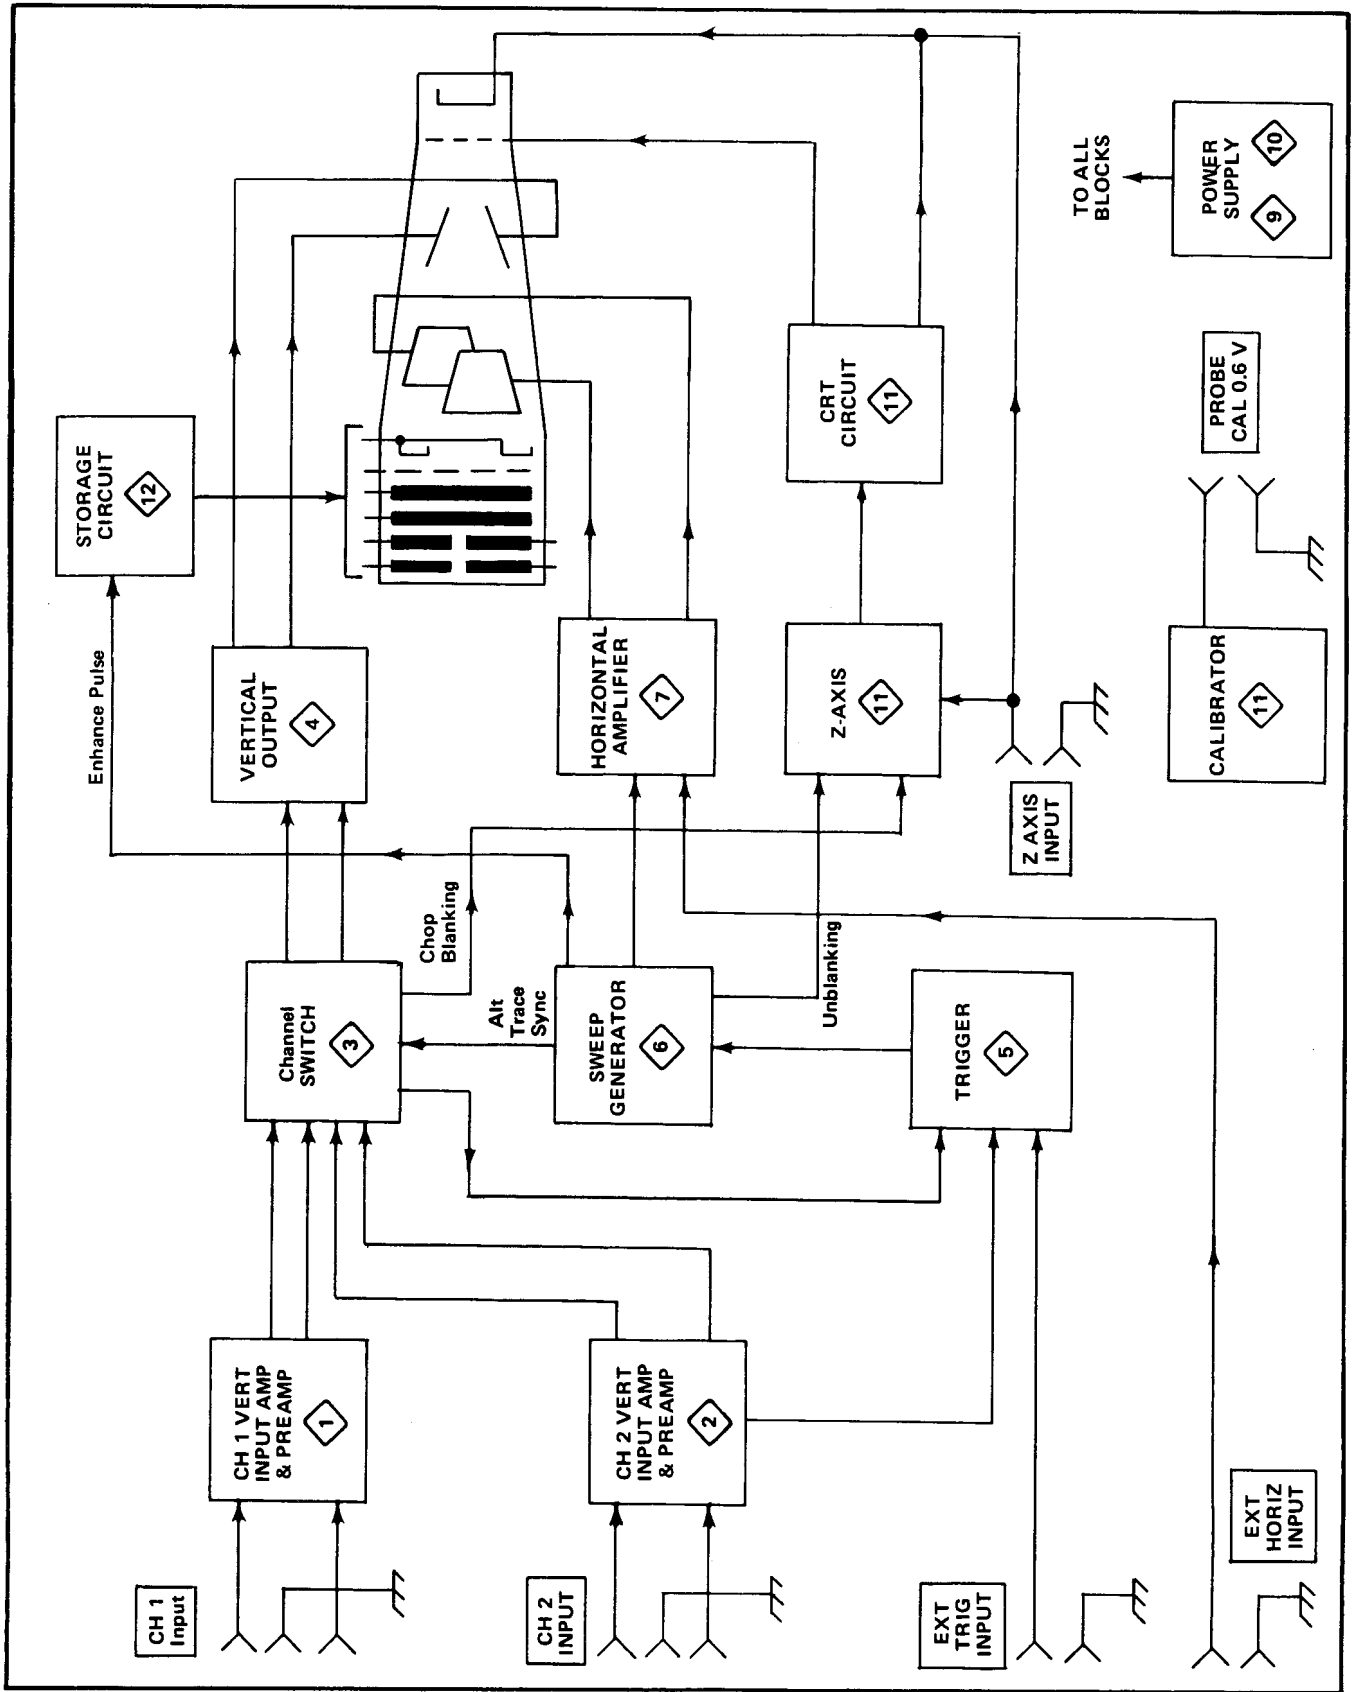 CH 1
Input
CH 1 VERT
INPUT AMP
& PREAMP
1
Channel
SWITCH
3
VERTICAL
OUTPUT
4
Enhance Pulse
STORAGE
CIRCUIT
12
Chop
Blanking
Alt
Trace
Sync
CH 2
INPUT
CH 2 VERT
INPUT AMP
& PREAMP
2
SWEEP
GENERATOR
6
HORIZONTAL
AMPLIFIER
7
Unblanking
Z-AXIS
11
CRT
CIRCUIT
11
EXT
TRIG
INPUT
TRIGGER
5
Z AXIS
INPUT
TO ALL
BLOCKS
EXT
HORIZ
INPUT
CALIBRATOR
11
PROBE
CAL 0.6 V
POWER
SUPPLY
9
10